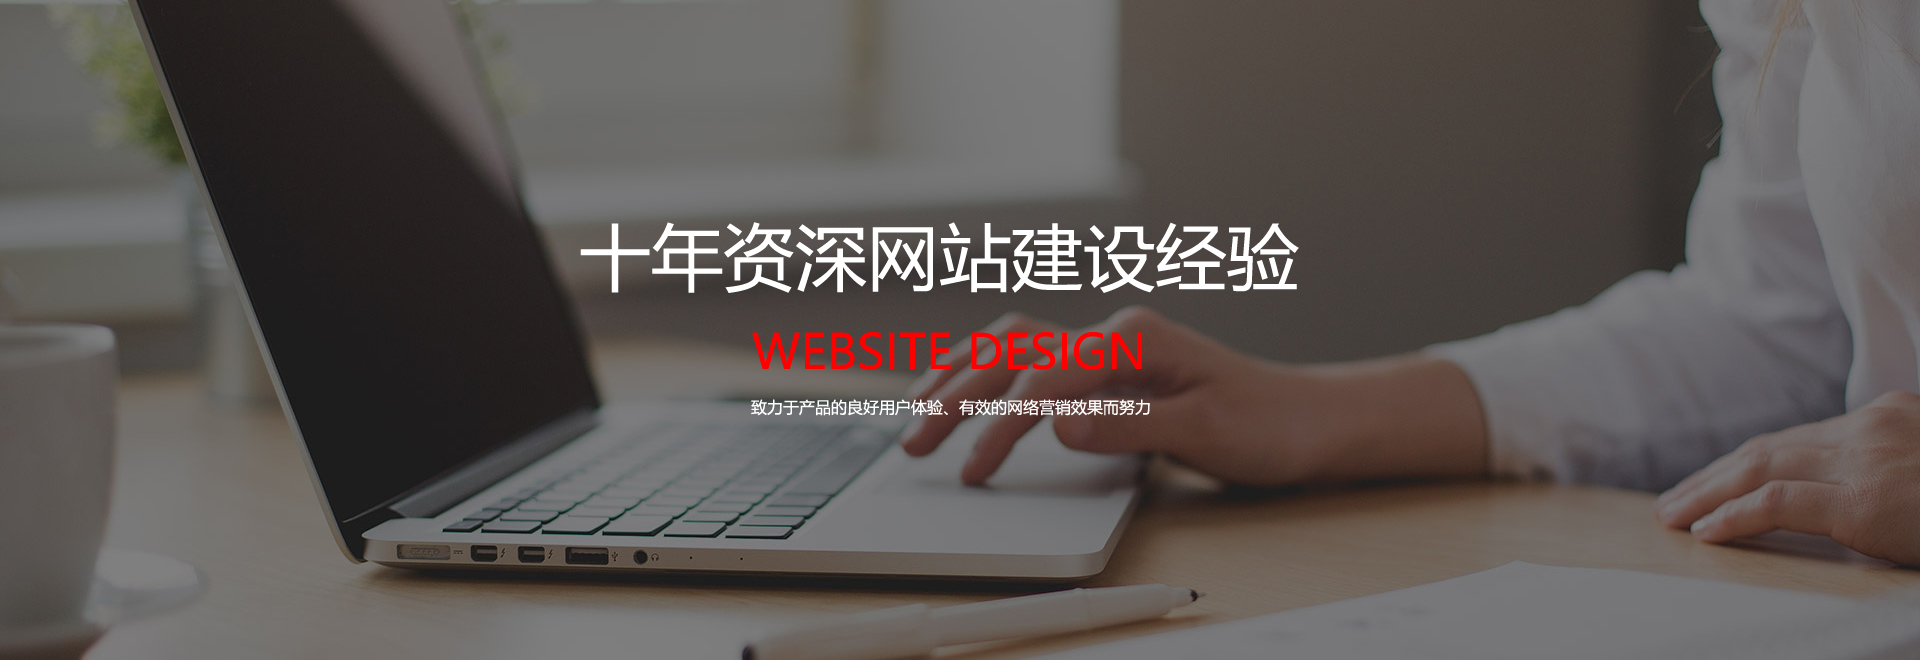 十年资深网站建设经验
WEBSITE DESIGN
致力于产品的良好用户体验、有效的网络营销效果而努力